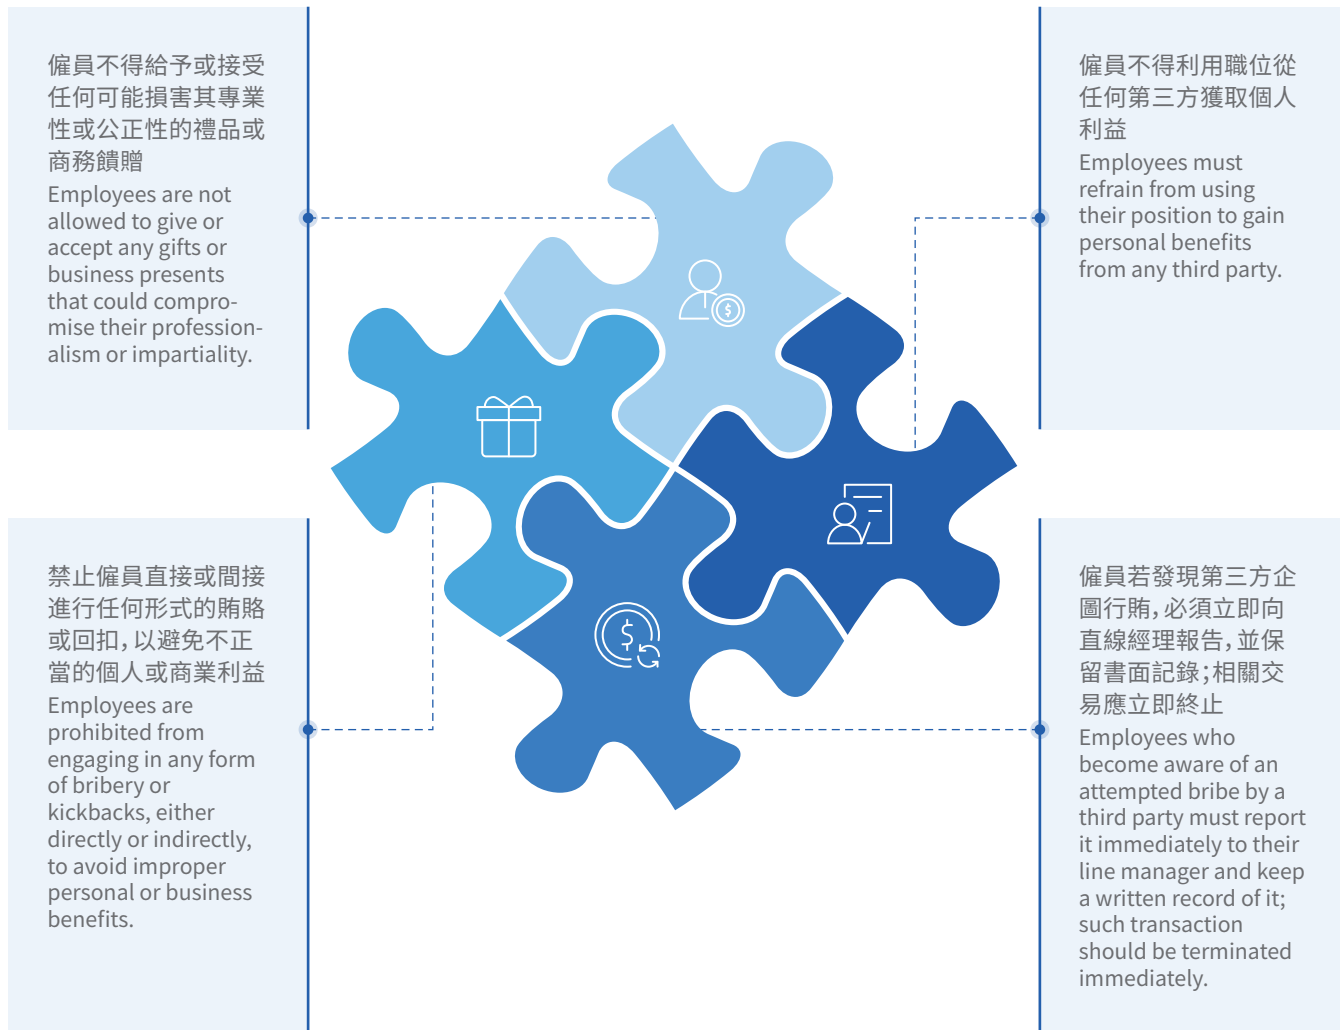 僱員不得給予或接受
任何可能損害其專業
性或公正性的禮品或
商務饋贈
Employees are not
allowed to give or
accept any gifts or
business presents
that could compro-
mise their profession-
alism or impartiality.
僱員不得利用職位從
任何第三方獲取個人
利益
Employees must
refrain from using
their position to gain
personal benefits
from any third party.
禁止僱員直接或間接
進行任何形式的賄賂
或回扣，以避免不正
當的個人或商業利益
Employees are
prohibited from
engaging in any form
of bribery or
kickbacks, either
directly or indirectly,
to avoid improper
personal or business
benefits.
僱員若發現第三方企
圖行賄，必須立即向
直線經理報告，並保
留書面記錄；相關交
易應立即終止
Employees who
become aware of an
attempted bribe by a
third party must report
it immediately to their
line manager and keep
a written record of it;
such transaction
should be terminated
immediately.
$
$